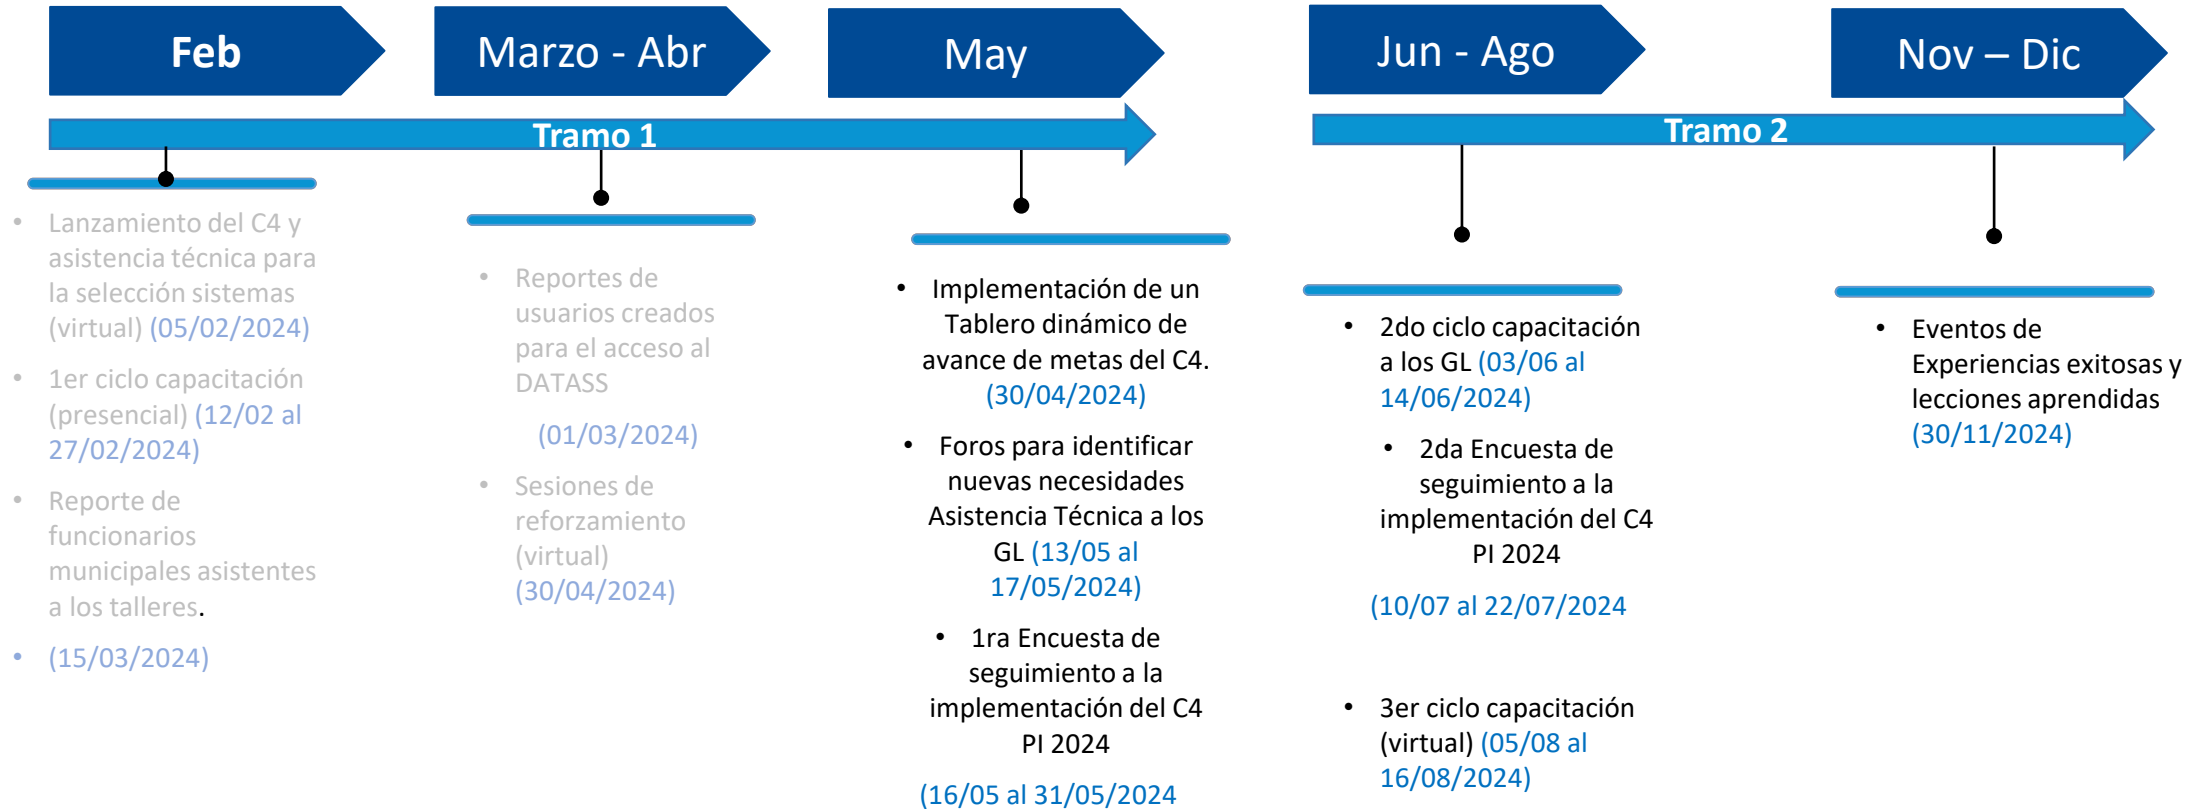 Feb
Marzo - Abr
May
Jun - Ago
Nov – Dic
Tramo 1
Tramo 2
• Lanzamiento del C4 y
asistencia técnica para
la selección sistemas
(virtual) (05/02/2024)
• 1er ciclo capacitación
(presencial) (12/02 al
27/02/2024)
• Reporte de
funcionarios
municipales asistentes
a los talleres.
• (15/03/2024)
• Reportes de
usuarios creados
para el acceso al
DATASS
(01/03/2024)
• Sesiones de
reforzamiento
(virtual)
(30/04/2024)
• Implementación de un
Tablero dinámico de
avance de metas del C4.
(30/04/2024)
• Foros para identificar
nuevas necesidades
Asistencia Técnica a los
GL (13/05 al
17/05/2024)
• 1ra Encuesta de
seguimiento a la
implementación del C4
PI 2024
(16/05 al 31/05/2024
• 2do ciclo capacitación
a los GL (03/06 al
14/06/2024)
• 2da Encuesta de
seguimiento a la
implementación del C4
PI 2024
(10/07 al 22/07/2024
• 3er ciclo capacitación
(virtual) (05/08 al
16/08/2024)
• Eventos de
Experiencias exitosas y
lecciones aprendidas
(30/11/2024)